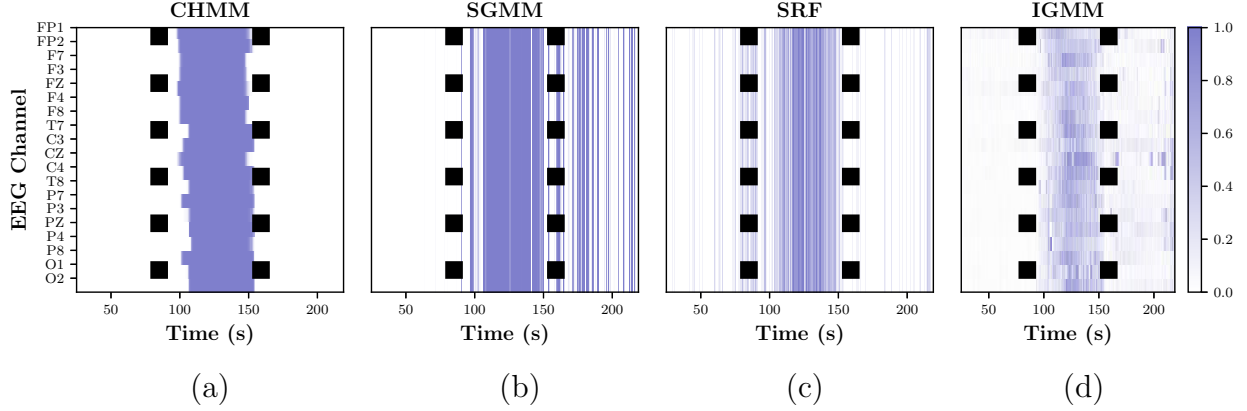 CHMM SGMM SRF IGMM
EEG Channel
FP1
FP2
F7
F3
FZ
F4
F8
T7
C3
CZ
C4
T8
P7
P3
PZ
P4
P8
O1
O2
1.0
0.8
0.6
0.4
0.2
0.0
50 100 150 200 50 100 150 200 50 100 150 200 50 100 150 200
Time (s) Time (s) Time (s) Time (s)
(a) (b) (c) (d)